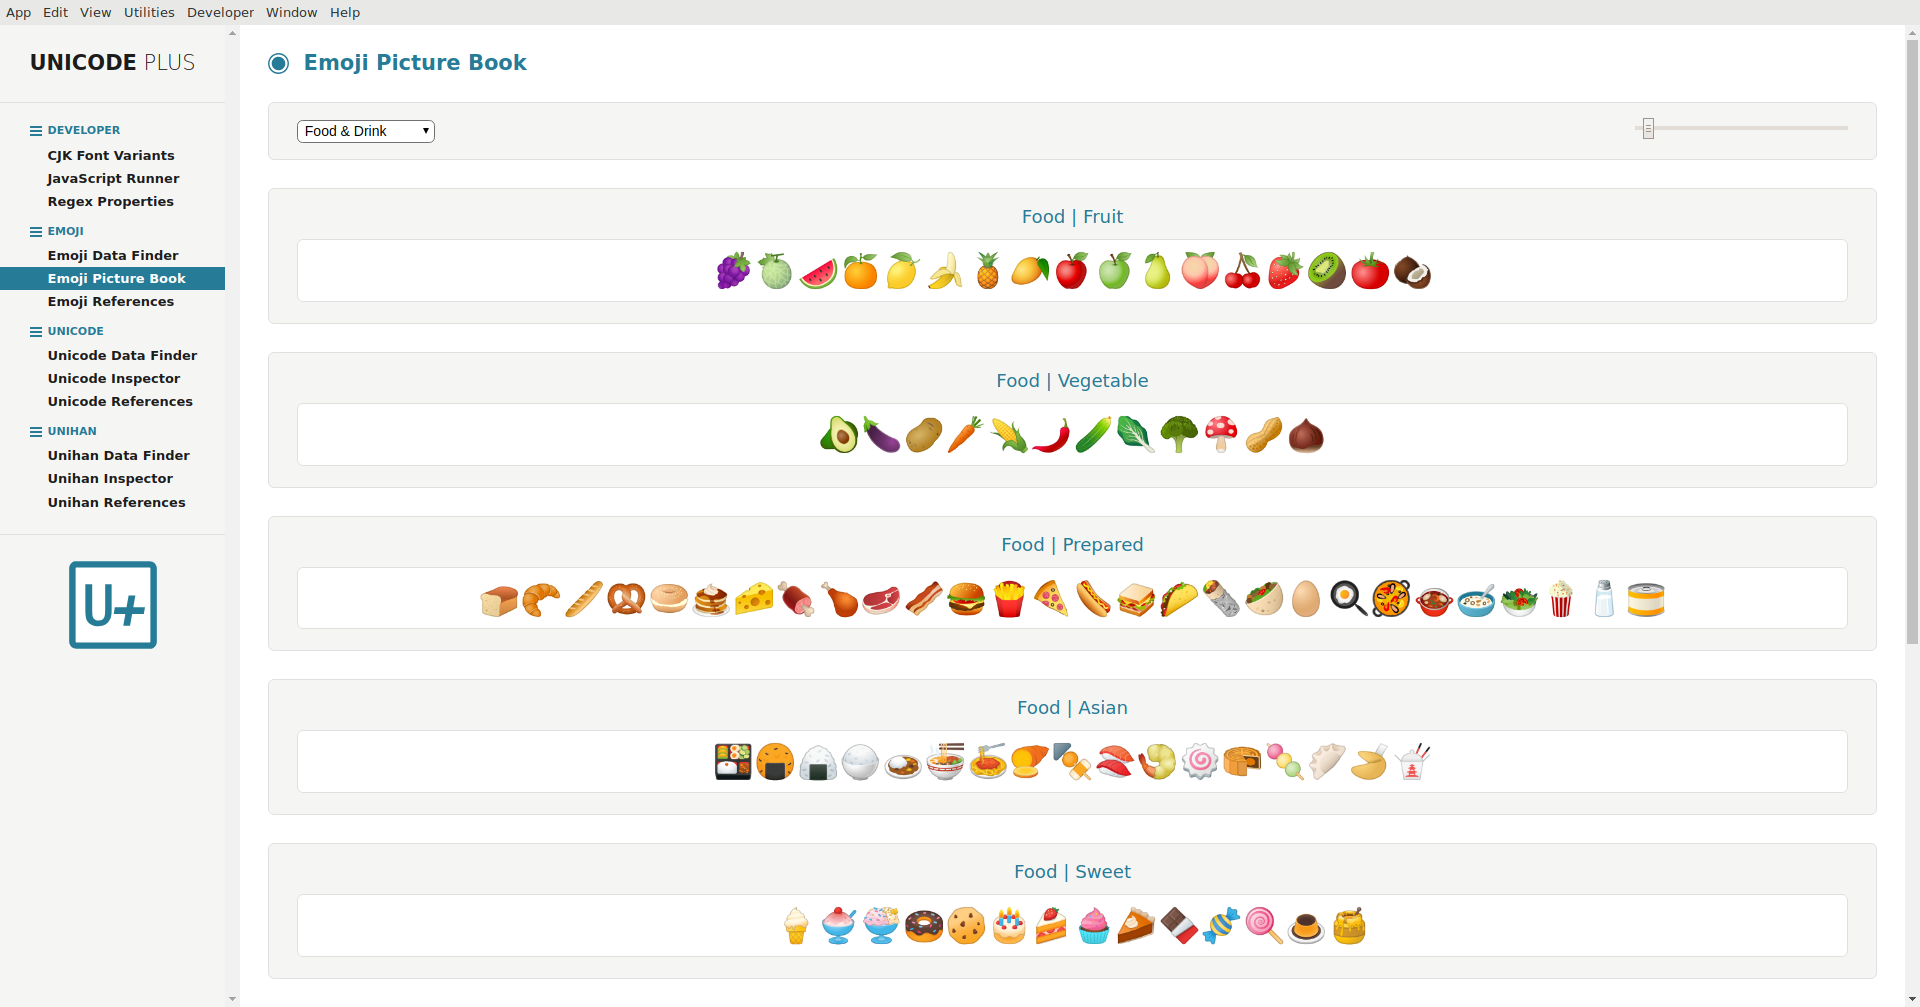 App Edit View Utilities Developer Window Help
UNICODE PLUS
DEVELOPER
CJK Font Variants
JavaScript Runner
Regex Properties
EMOJI
Emoji Data Finder
Emoji Picture Book
Emoji References
UNICODE
Unicode Data Finder
Unicode Inspector
Unicode References
UNIHAN
Unihan Data Finder
Unihan Inspector
Unihan References
U+
Emoji Picture Book
Food & Drink
Food | Fruit
Food | Vegetable
Food | Prepared
Food | Asian
Food | Sweet